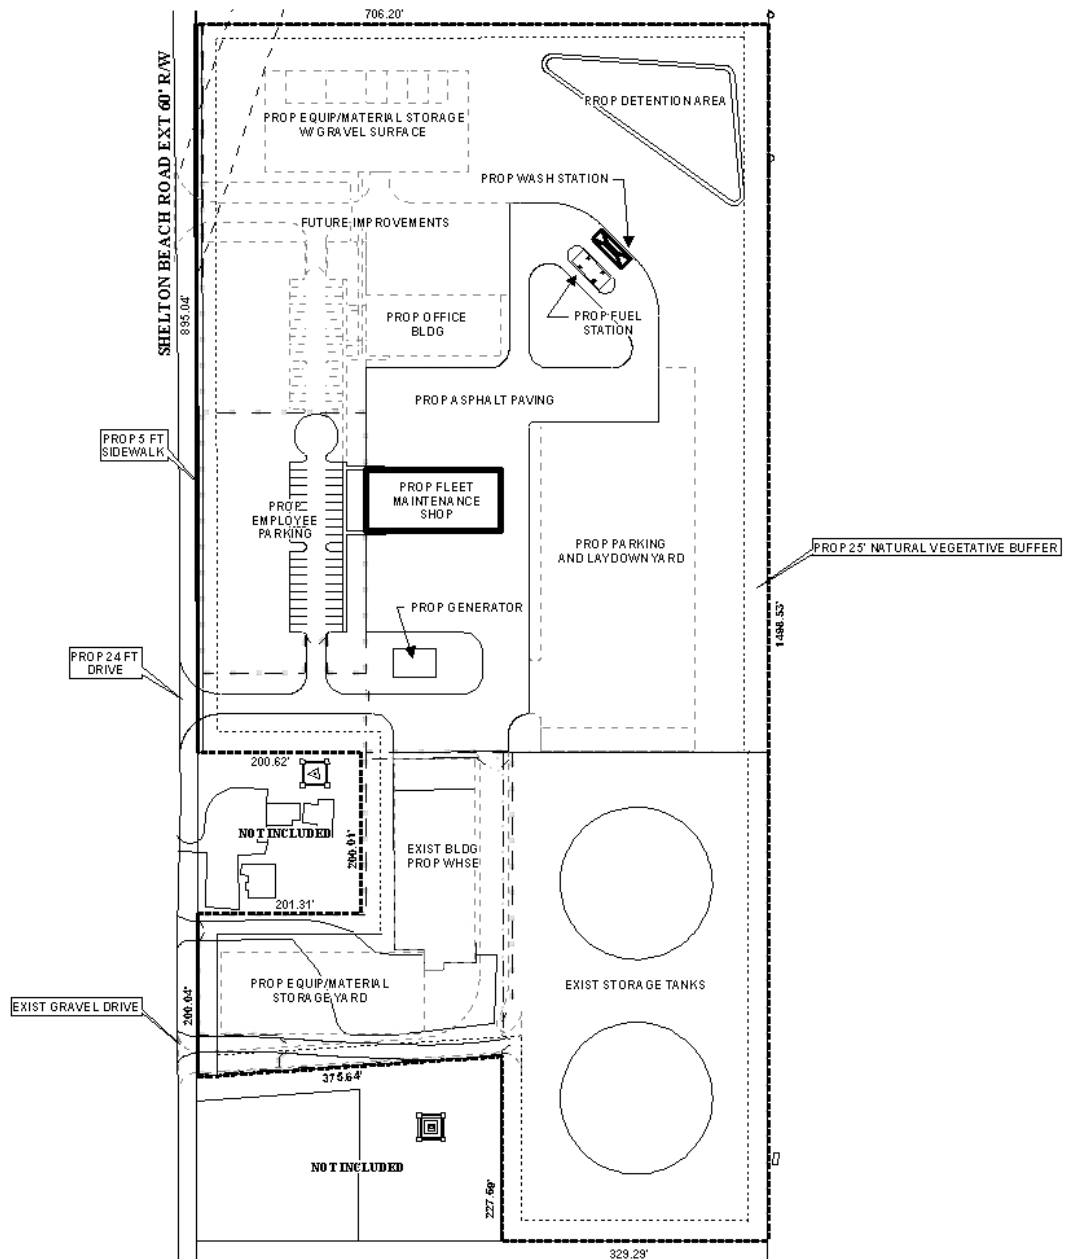 706.20'
SHELTON BEACH ROAD EXT 60' R/W
895.04'
PROP DETENTION AREA
PROP EQUIP/MATERIAL STORAGE
W/ GRAVEL SURFACE
PROP WASH STATION
FUTURE IMPROVEMENTS
PROP OFFICE
BLDG
PROP FUEL
STATION
PROP ASPHALT PAVING
PROP 5 FT
SIDEWALK
PROP FLEET
MAINTENANCE
SHOP
PROP
EMPLOYEE
PARKING
PROP PARKING
AND LAYDOWN YARD
PROP 25' NATURAL VEGETATIVE BUFFER
1498.53'
PROP GENERATOR
PROP 24 FT
DRIVE
200.62'
NOT INCLUDED
200.01'
201.31'
EXIST BLDG
PROP WHSE
PROP EQUIP/MATERIAL
STORAGE YARD
EXIST STORAGE TANKS
EXIST GRAVEL DRIVE
200.04'
375.64'
NOT INCLUDED
227.59'
329.29'